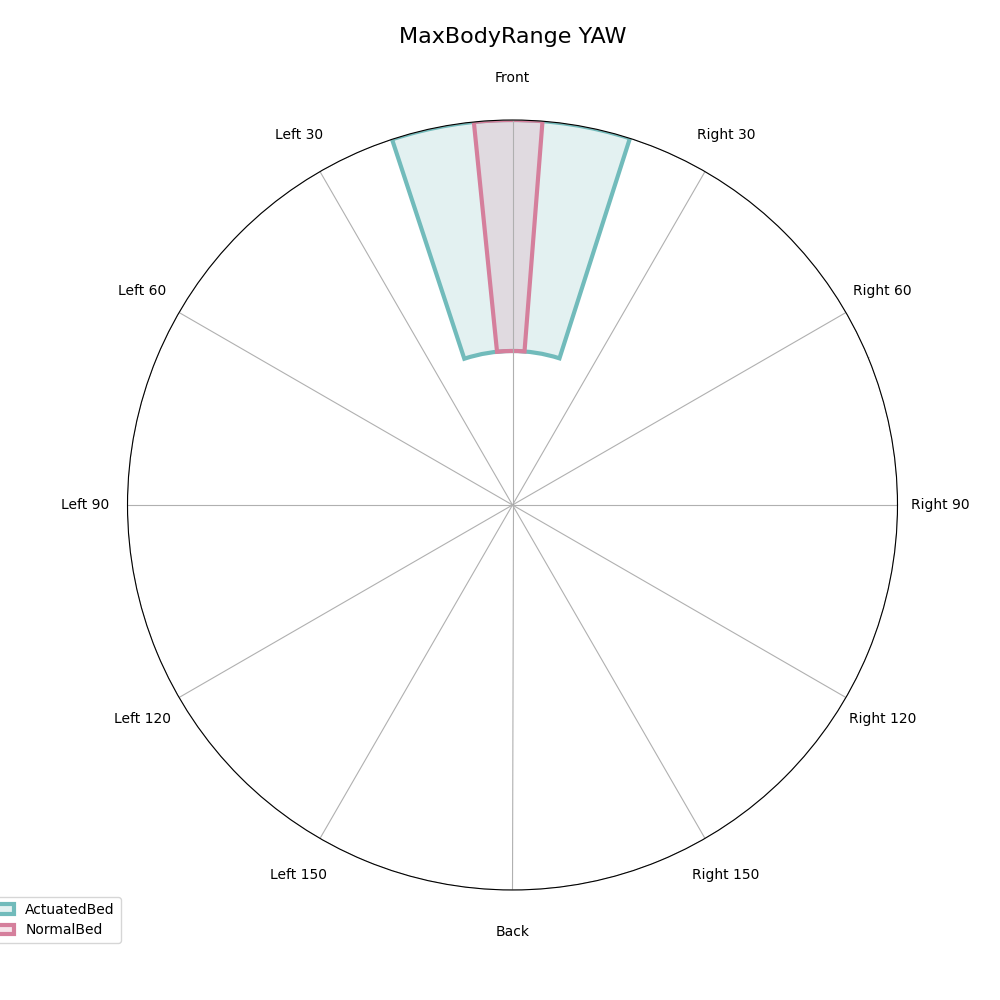 MaxBodyRange YAW
Front
Left 30
Right 30
Left 60
Right 60
Left 90
Right 90
Left 120
Right 120
Left 150
Right 150
Back
ActuatedBed
NormalBed